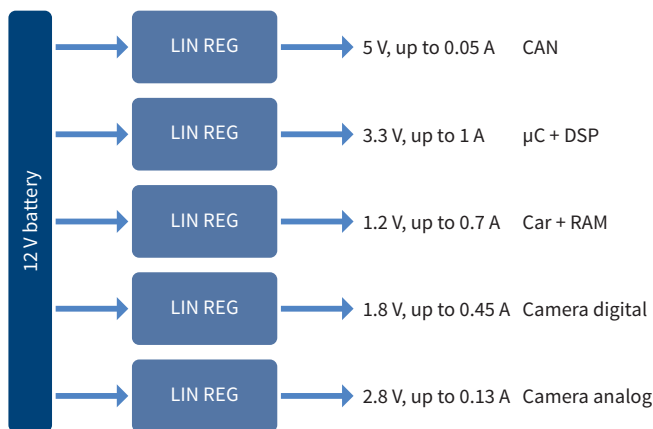 12 V battery
LIN REG
5 V, up to 0.05 A CAN
LIN REG
3.3 V, up to 1 A µC + DSP
LIN REG
1.2 V, up to 0.7 A Car + RAM
LIN REG
1.8 V, up to 0.45 A Camera digital
LIN REG
2.8 V, up to 0.13 A Camera analog